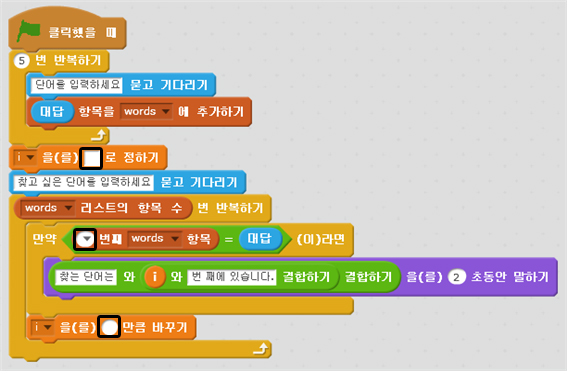 클릭했을 때
5 번 반복하기
단어를 입력하세요 묻고 기다리기
대답 항목을 words 에 추가하기
i 을(를) 로 정하기
찾고 싶은 단어를 입력하세요 묻고 기다리기
words 리스트의 항목 수 번 반복하기
만약 번째 words 항목 = 대답 (이)라면
찾는 단어는 와 i 와 번 째에 있습니다. 결합하기 결합하기 을(를) 2 초동안 말하기
i 을(를) 만큼 바꾸기